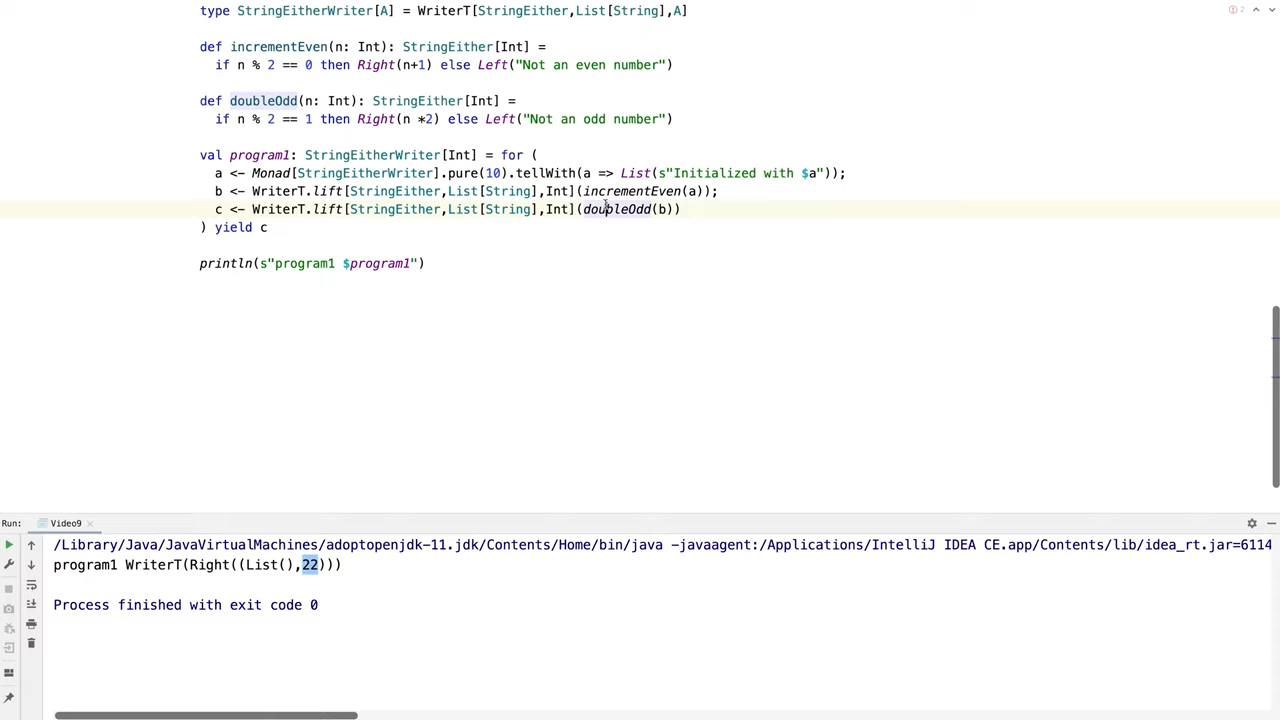 type StringEitherWriter[A] = WriterT[StringEither,List[String],A]
2
def incrementEven(n: Int): StringEither[Int] =
if n % 2 == 0 then Right(n+1) else Left("Not an even number")
def doubleOdd(n: Int): StringEither[Int] =
if n % 2 == 1 then Right(n *2) else Left("Not an odd number")
val program1: StringEitherWriter[Int] = for (
a <- Monad[StringEitherWriter].pure(10).tellWith(a => List(s"Initialized with $a"));
b <- WriterT.lift[StringEither,List[String],Int](incrementEven(a));
c <- WriterT.lift[StringEither,List[String],Int](doubleOdd(b))
) yield c
println(s"program1 $program1")
Run: Video9
/Library/Java/JavaVirtualMachines/adoptopenjdk-11.jdk/Contents/Home/bin/java -javaagent:/Applications/IntelliJ IDEA CE.app/Contents/lib/idea_rt.jar=6114
program1 WriterT(Right((List(),22)))
Process finished with exit code 0